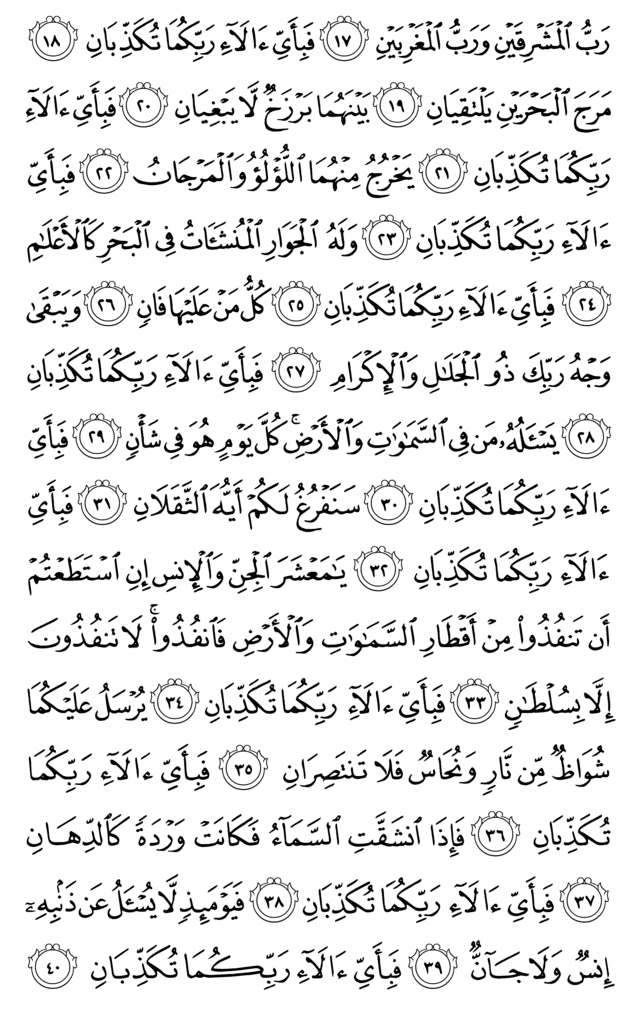 رَبُّ ٱلْمَشْرِقَيْنِ وَرَبُّ ٱلْمَغْرِبَيْنِ ١٧ فَبِأَىِّ ءَالَآءِ رَبِّكُمَا تُكَذِّبَانِ ١٨
مَرَجَ ٱلْبَحْرَيْنِ يَلْتَقِيَانِ ١٩ بَيْنَهُمَا بَرْزَخٌ لَّا يَبْغِيَانِ ٢٠ فَبِأَىِّ ءَالَآءِ
رَبِّكُمَا تُكَذِّبَانِ ٢١ يَخْرُجُ مِنْهُمَا ٱللُّؤْلُؤُ وَٱلْمَرْجَانُ ٢٢ فَبِأَىِّ
ءَالَآءِ رَبِّكُمَا تُكَذِّبَانِ ٢٣ وَلَهُ ٱلْجَوَارِ ٱلْمُنشَـَٔاتُ فِى ٱلْبَحْرِ كَٱلْأَعْلَٰمِ
٢٤ فَبِأَىِّ ءَالَآءِ رَبِّكُمَا تُكَذِّبَانِ ٢٥ كُلُّ مَنْ عَلَيْهَا فَانٍ ٢٦ وَيَبْقَىٰ
وَجْهُ رَبِّكَ ذُو ٱلْجَلَٰلِ وَٱلْإِكْرَامِ ٢٧ فَبِأَىِّ ءَالَآءِ رَبِّكُمَا تُكَذِّبَانِ
٢٨ يَسْـَٔلُهُۥ مَن فِى ٱلسَّمَٰوَٰتِ وَٱلْأَرْضِ ۚ كُلَّ يَوْمٍ هُوَ فِى شَأْنٍ ٢٩ فَبِأَىِّ
ءَالَآءِ رَبِّكُمَا تُكَذِّبَانِ ٣٠ سَنَفْرُغُ لَكُمْ أَيُّهَ ٱلثَّقَلَانِ ٣١ فَبِأَىِّ
ءَالَآءِ رَبِّكُمَا تُكَذِّبَانِ ٣٢ يَٰمَعْشَرَ ٱلْجِنِّ وَٱلْإِنسِ إِنِ ٱسْتَطَعْتُمْ
أَن تَنفُذُوا۟ مِنْ أَقْطَارِ ٱلسَّمَٰوَٰتِ وَٱلْأَرْضِ فَٱنفُذُوا۟ ۚ لَا تَنفُذُونَ
إِلَّا بِسُلْطَٰنٍ ٣٣ فَبِأَىِّ ءَالَآءِ رَبِّكُمَا تُكَذِّبَانِ ٣٤ يُرْسَلُ عَلَيْكُمَا
شُوَاظٌ مِّن نَّارٍ وَنُحَاسٌ فَلَا تَنتَصِرَانِ ٣٥ فَبِأَىِّ ءَالَآءِ رَبِّكُمَا
تُكَذِّبَانِ ٣٦ فَإِذَا ٱنشَقَّتِ ٱلسَّمَآءُ فَكَانَتْ وَرْدَةً كَٱلدِّهَانِ
٣٧ فَبِأَىِّ ءَالَآءِ رَبِّكُمَا تُكَذِّبَانِ ٣٨ فَيَوْمَئِذٍ لَّا يُسْـَٔلُ عَن ذَنۢبِهِۦٓ
إِنسٌ وَلَا جَآنٌّ ٣٩ فَبِأَىِّ ءَالَآءِ رَبِّكُمَا تُكَذِّبَانِ ٤٠